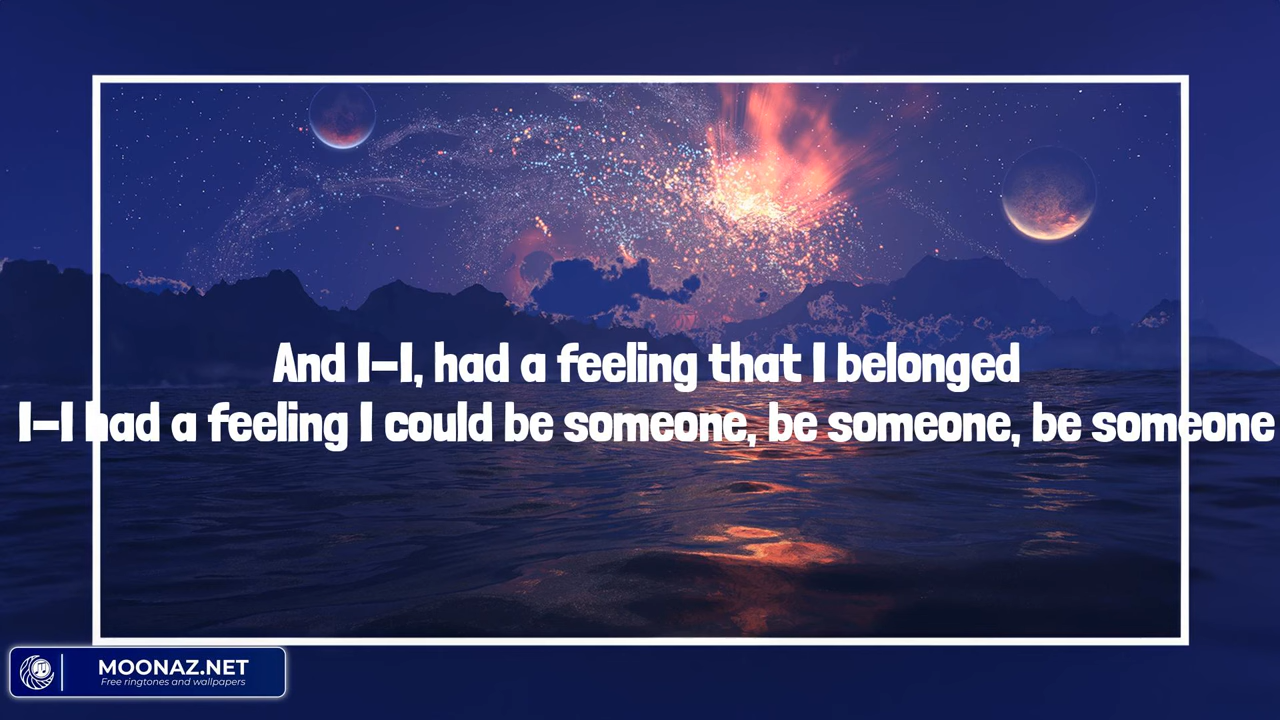 And I-I, had a feeling that I belonged
I-I had a feeling I could be someone, be someone, be someone
MOONAZ.NET
Free ringtones and wallpapers